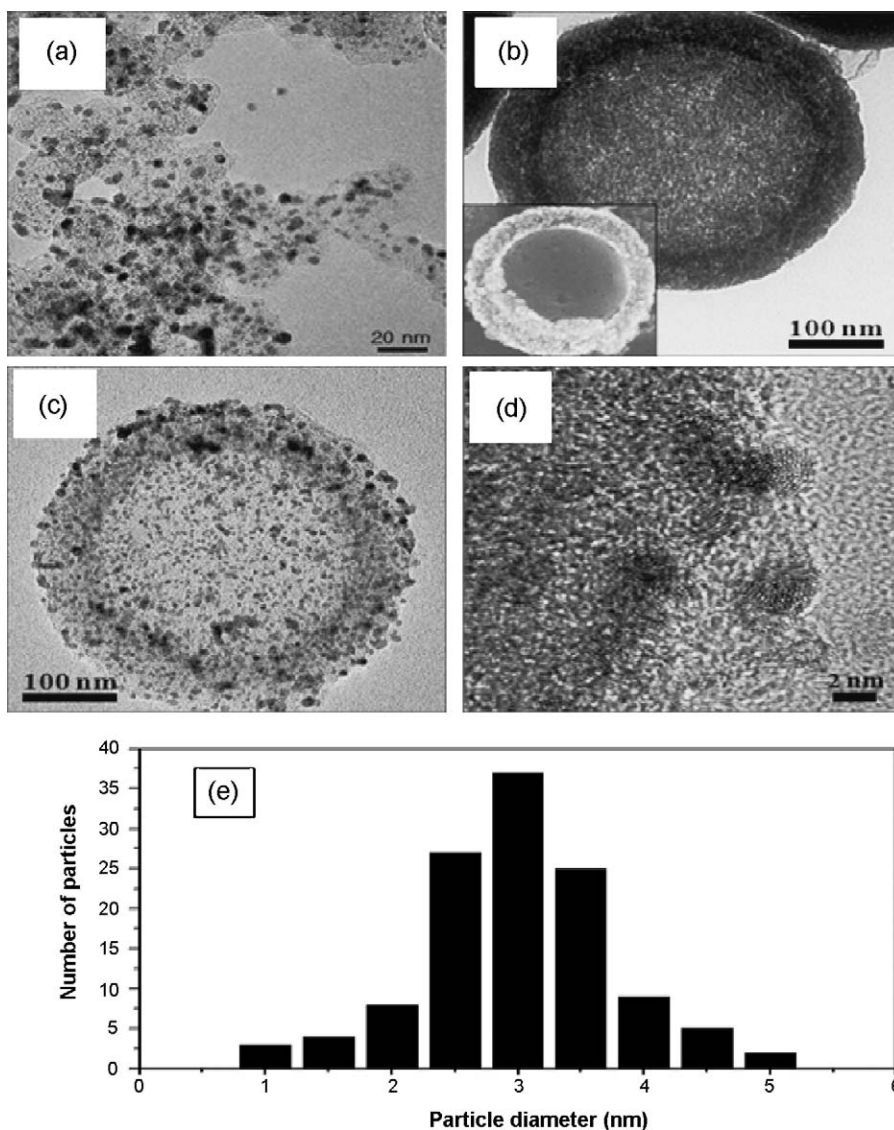 (a)
20 nm
(b)
100 nm
(c)
100 nm
(d)
2 nm
(e)
40
35
30
25
20
15
10
5
0
Number of particles
0 1 2 3 4 5 6
Particle diameter (nm)